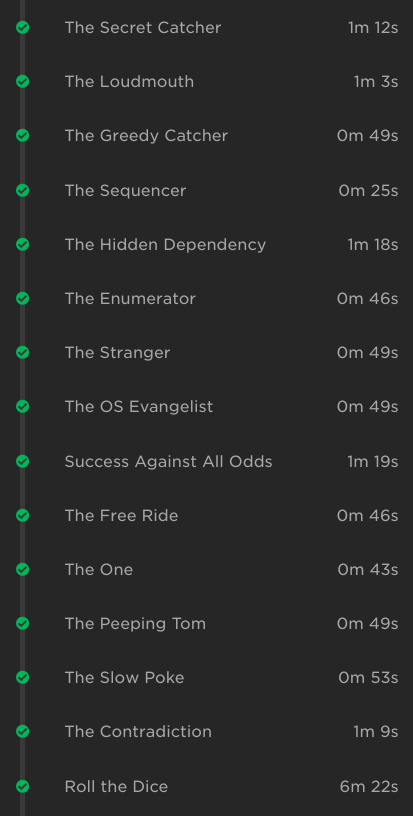 The Secret Catcher 1m 12s
The Loudmouth 1m 3s
The Greedy Catcher 0m 49s
The Sequencer 0m 25s
The Hidden Dependency 1m 18s
The Enumerator 0m 46s
The Stranger 0m 49s
The OS Evangelist 0m 49s
Success Against All Odds 1m 19s
The Free Ride 0m 46s
The One 0m 43s
The Peeping Tom 0m 49s
The Slow Poke 0m 53s
The Contradiction 1m 9s
Roll the Dice 6m 22s